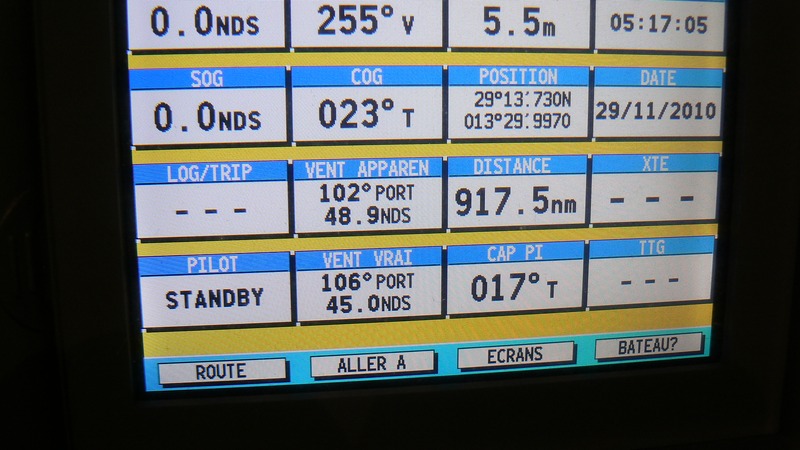 0.0NDS 255°V 5.5m 05:17:05
SOG COG POSITION DATE
0.0NDS 023°T 29°13'.730N 29/11/2010
013°29'.9970
LOG/TRIP VENT APPAREN DISTANCE XTE
--- 102°PORT 917.5nm ---
48.9NDS
PILOT VENT VRAI CAP PI TTG
STANDBY 106°PORT 017°T ---
45.0NDS
ROUTE ALLER A ECRANS BATEAU?